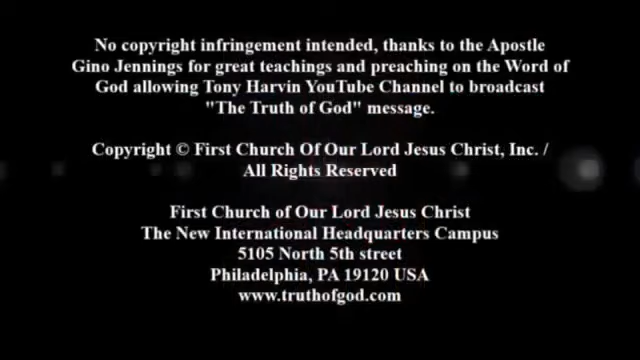 No copyright infringement intended, thanks to the Apostle
Gino Jennings for great teachings and preaching on the Word of
God allowing Tony Harvin YouTube Channel to broadcast
"The Truth of God" message.
Copyright © First Church Of Our Lord Jesus Christ, Inc. /
All Rights Reserved
First Church of Our Lord Jesus Christ
The New International Headquarters Campus
5105 North 5th street
Philadelphia, PA 19120 USA
www.truthofgod.com